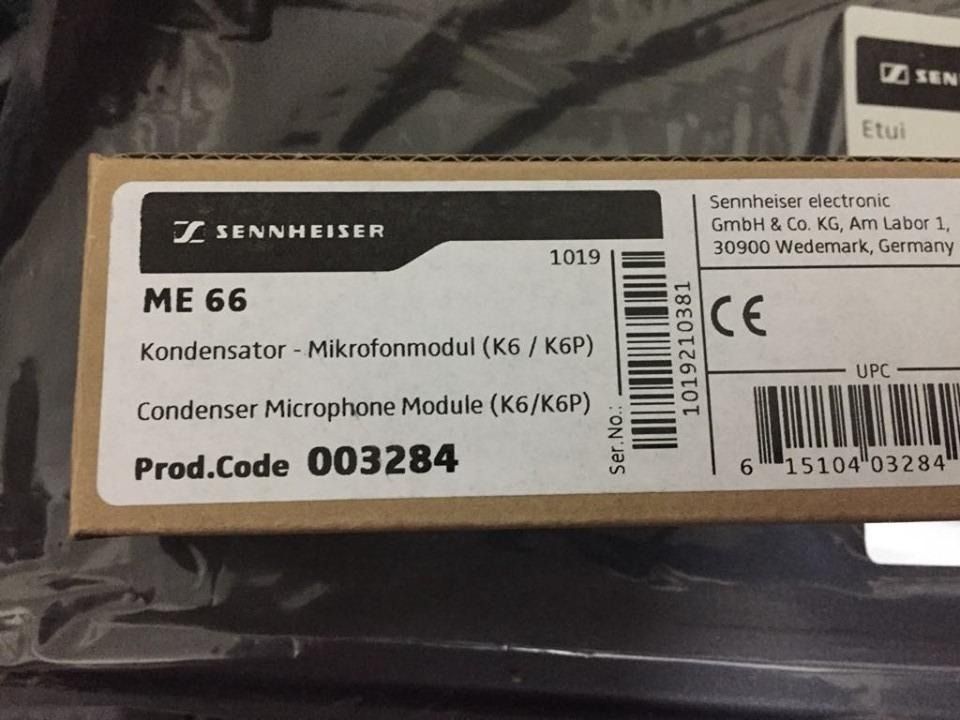 SEN
Etui
SENNHEISER
1019
ME 66
Kondensator - Mikrofonmodul (K6 / K6P)
Condenser Microphone Module (K6/K6P)
Prod.Code 003284
Ser.No.:
1019210381
Sennheiser electronic
GmbH & Co. KG, Am Labor 1,
30900 Wedemark, Germany
CE
UPC
6 15104 03284